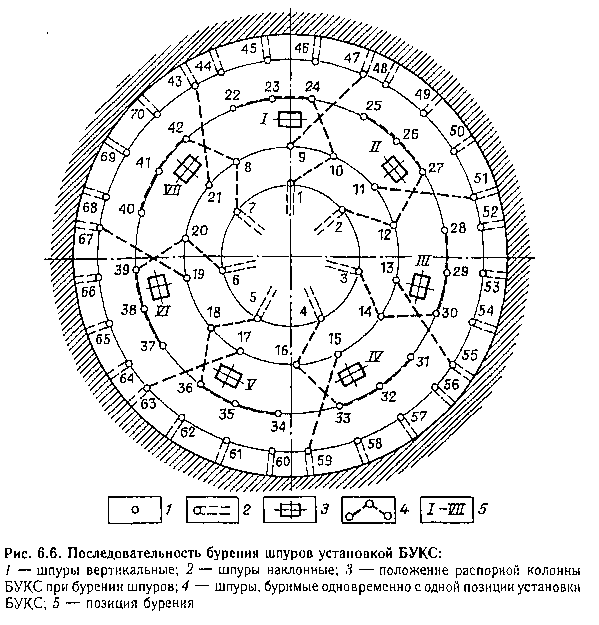 45 46 47
43 44 48
49
70 22 23 24 25 50
42 I 26
69 9 II 27
41 8 10
VII 11 51
68 40 21 7 1 2 28 52
67 20 12
39 6 3 13 III 29 53
66 19
38 VI 5 4 14 30 54
18
65 37 17 16 15 55
64 36 V IV 31 56
63 35 34 33 32
62 57
61 60 59 58
1 2 3 4 I–VII 5
Рис. 6.6. Последовательность бурения шпуров установкой БУКС:
1 — шпуры вертикальные; 2 — шпуры наклонные; 3 — положение распорной колонны
БУКС при бурении шпуров; 4 — шпуры, буримые одновременно с одной позиции установки
БУКС; 5 — позиция бурения